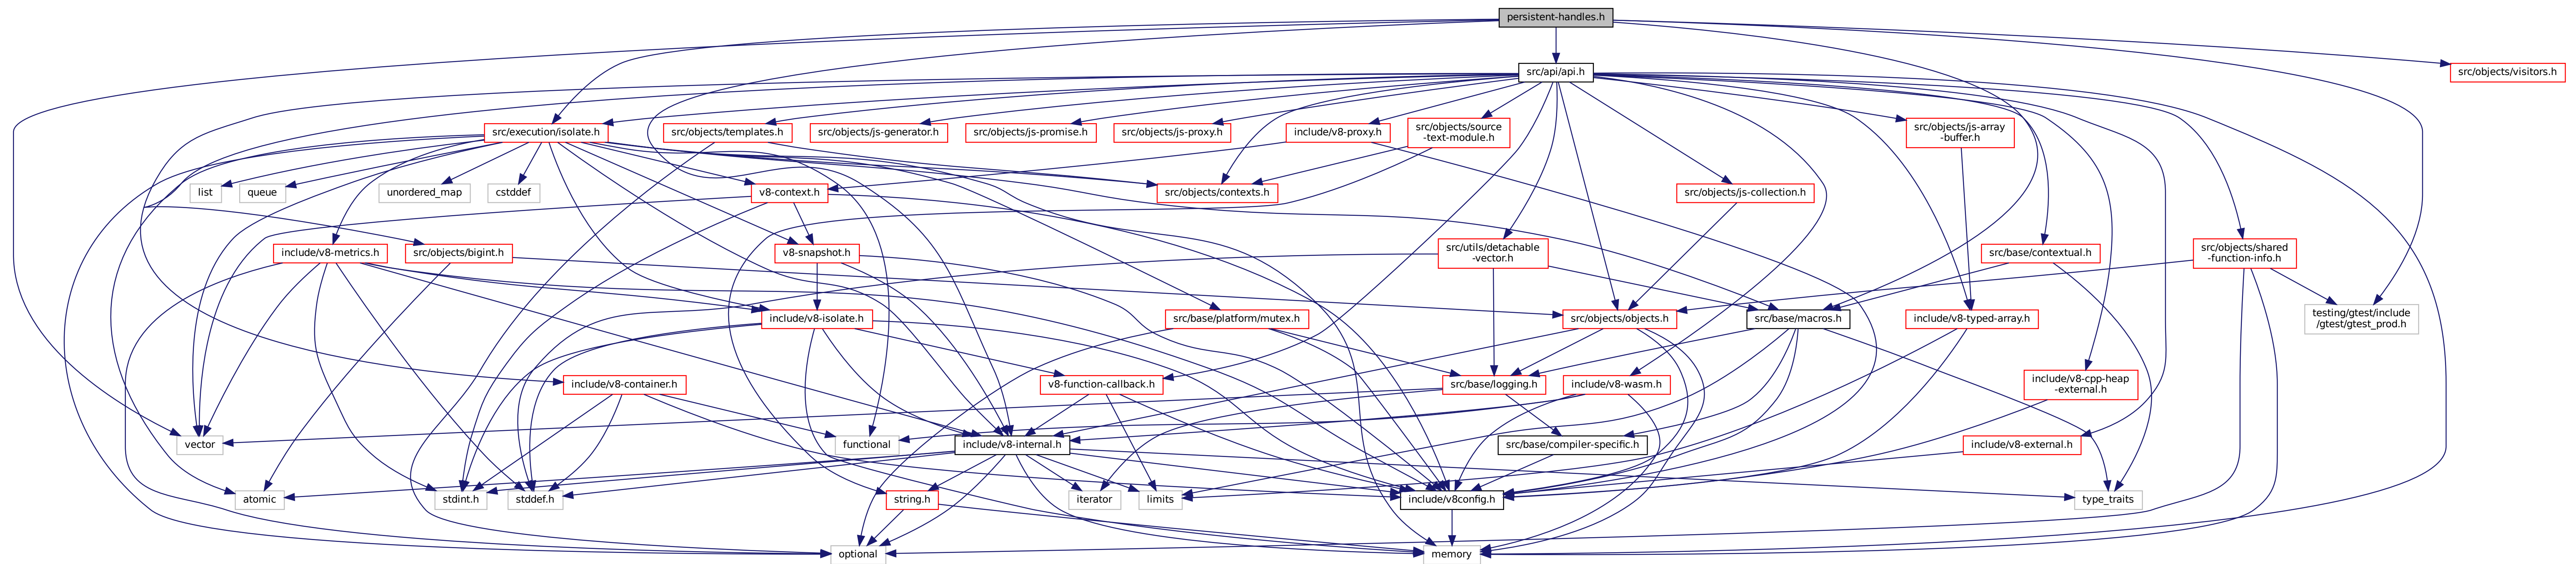 persistent-handles.h
src/api/api.h
src/objects/visitors.h
src/execution/isolate.h
src/objects/templates.h
src/objects/js-generator.h
src/objects/js-promise.h
src/objects/js-proxy.h
include/v8-proxy.h
src/objects/source
-text-module.h
src/objects/js-array
-buffer.h
list
queue
unordered_map
cstddef
v8-context.h
src/objects/contexts.h
src/objects/js-collection.h
include/v8-metrics.h
src/objects/bigint.h
v8-snapshot.h
src/utils/detachable
-vector.h
src/base/contextual.h
src/objects/shared
-function-info.h
include/v8-isolate.h
src/base/platform/mutex.h
src/objects/objects.h
src/base/macros.h
include/v8-typed-array.h
testing/gtest/include
/gtest/gtest_prod.h
include/v8-container.h
v8-function-callback.h
src/base/logging.h
include/v8-wasm.h
include/v8-cpp-heap
-external.h
vector
functional
include/v8-internal.h
src/base/compiler-specific.h
include/v8-external.h
atomic
stdint.h
stddef.h
string.h
iterator
limits
include/v8config.h
type_traits
optional
memory